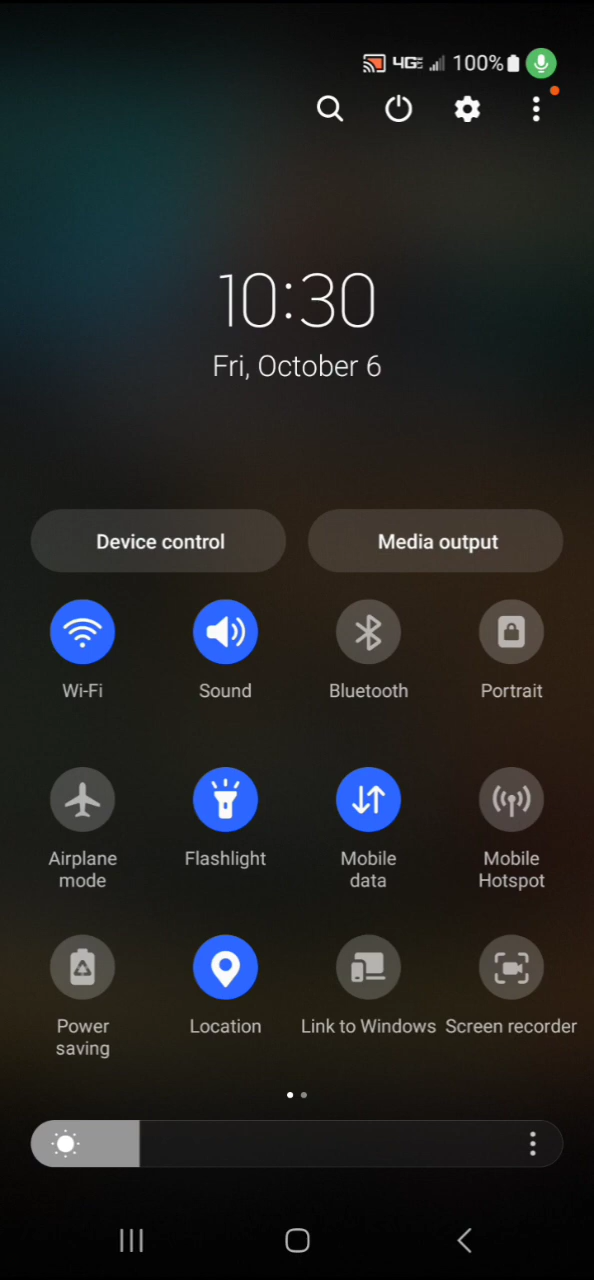 4GE 100%
10:30
Fri, October 6
Device control
Media output
Wi-Fi
Sound
Bluetooth
Portrait
Airplane
mode
Flashlight
Mobile
data
Mobile
Hotspot
Power
saving
Location
Link to Windows
Screen recorder